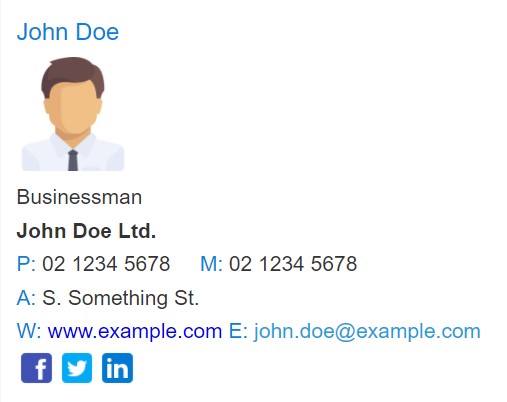 John Doe
Businessman
John Doe Ltd.
P: 02 1234 5678 M: 02 1234 5678
A: S. Something St.
W: www.example.com E: john.doe@example.com
f in